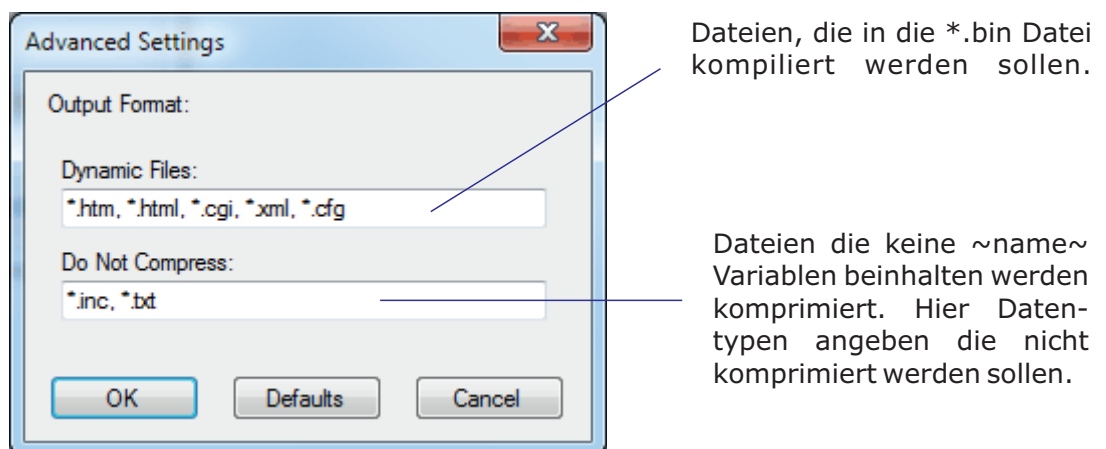 Advanced Settings
Output Format:
Dynamic Files:
*.htm, *.html, *.cgi, *.xml, *.cfg
Do Not Compress:
*.inc, *.txt
OK
Defaults
Cancel
Dateien, die in die *.bin Datei
kompiliert werden sollen.
Dateien die keine ~name~
Variablen beinhalten werden
komprimiert. Hier Daten-
typen angeben die nicht
komprimiert werden sollen.